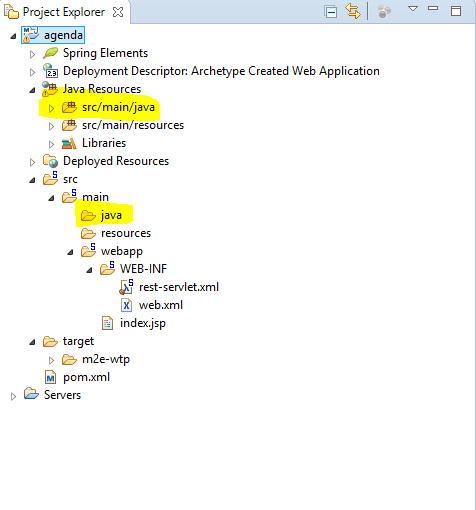 Project Explorer
agenda
Spring Elements
Deployment Descriptor: Archetype Created Web Application
Java Resources
src/main/java
src/main/resources
Libraries
Deployed Resources
src
main
java
resources
webapp
WEB-INF
rest-servlet.xml
web.xml
index.jsp
target
m2e-wtp
pom.xml
Servers